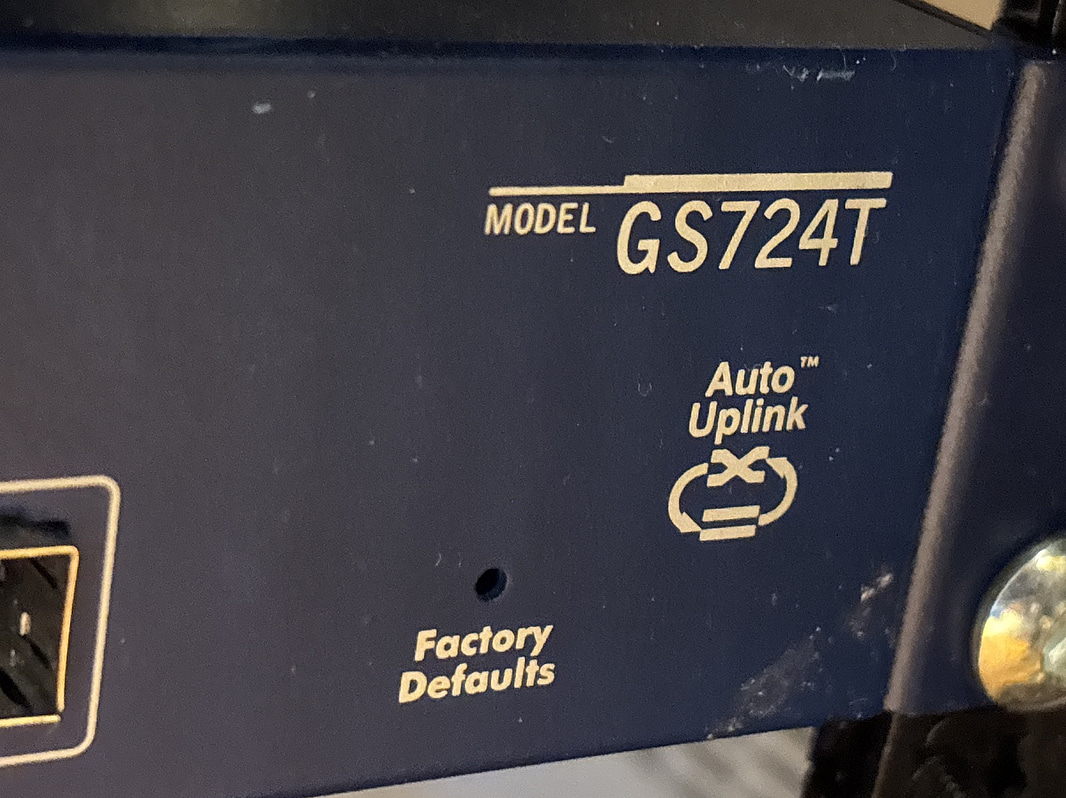 MODEL GS724T
Auto™
Uplink
Factory
Defaults